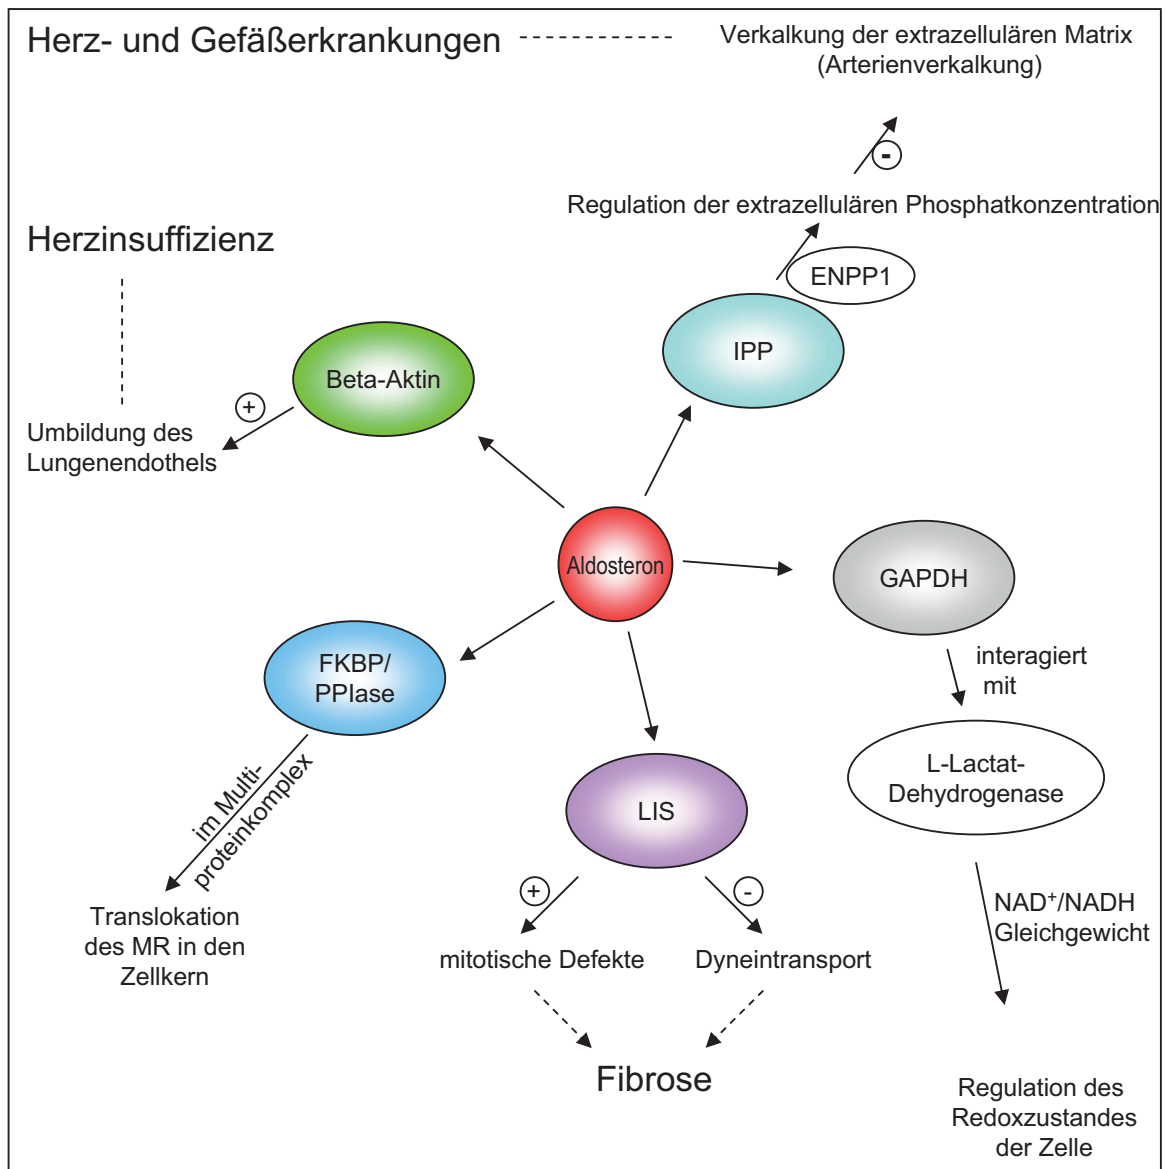 Herz- und Gefäßerkrankungen
Verkalkung der extrazellulären Matrix
(Arterienverkalkung)
-
Regulation der extrazellulären Phosphatkonzentration
Herzinsuffizienz
ENPP1
IPP
Beta-Aktin
+
Umbildung des
Lungenendothels
Aldosteron
GAPDH
FKBP/
PPIase
interagiert
mit
im Multi-
proteinkomplex
L-Lactat-
Dehydrogenase
LIS
+
-
NAD⁺/NADH
Gleichgewicht
Translokation
des MR in den
Zellkern
mitotische Defekte
Dyneintransport
Fibrose
Regulation des
Redoxzustandes
der Zelle